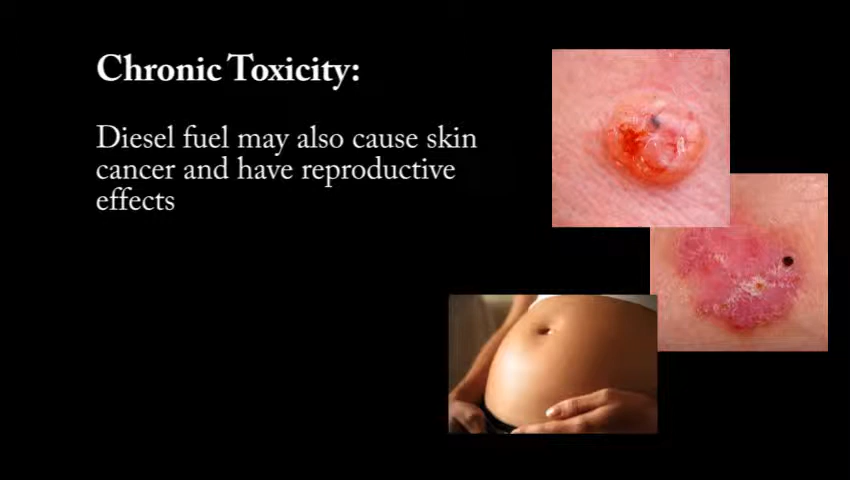 Chronic Toxicity:
Diesel fuel may also cause skin
cancer and have reproductive
effects